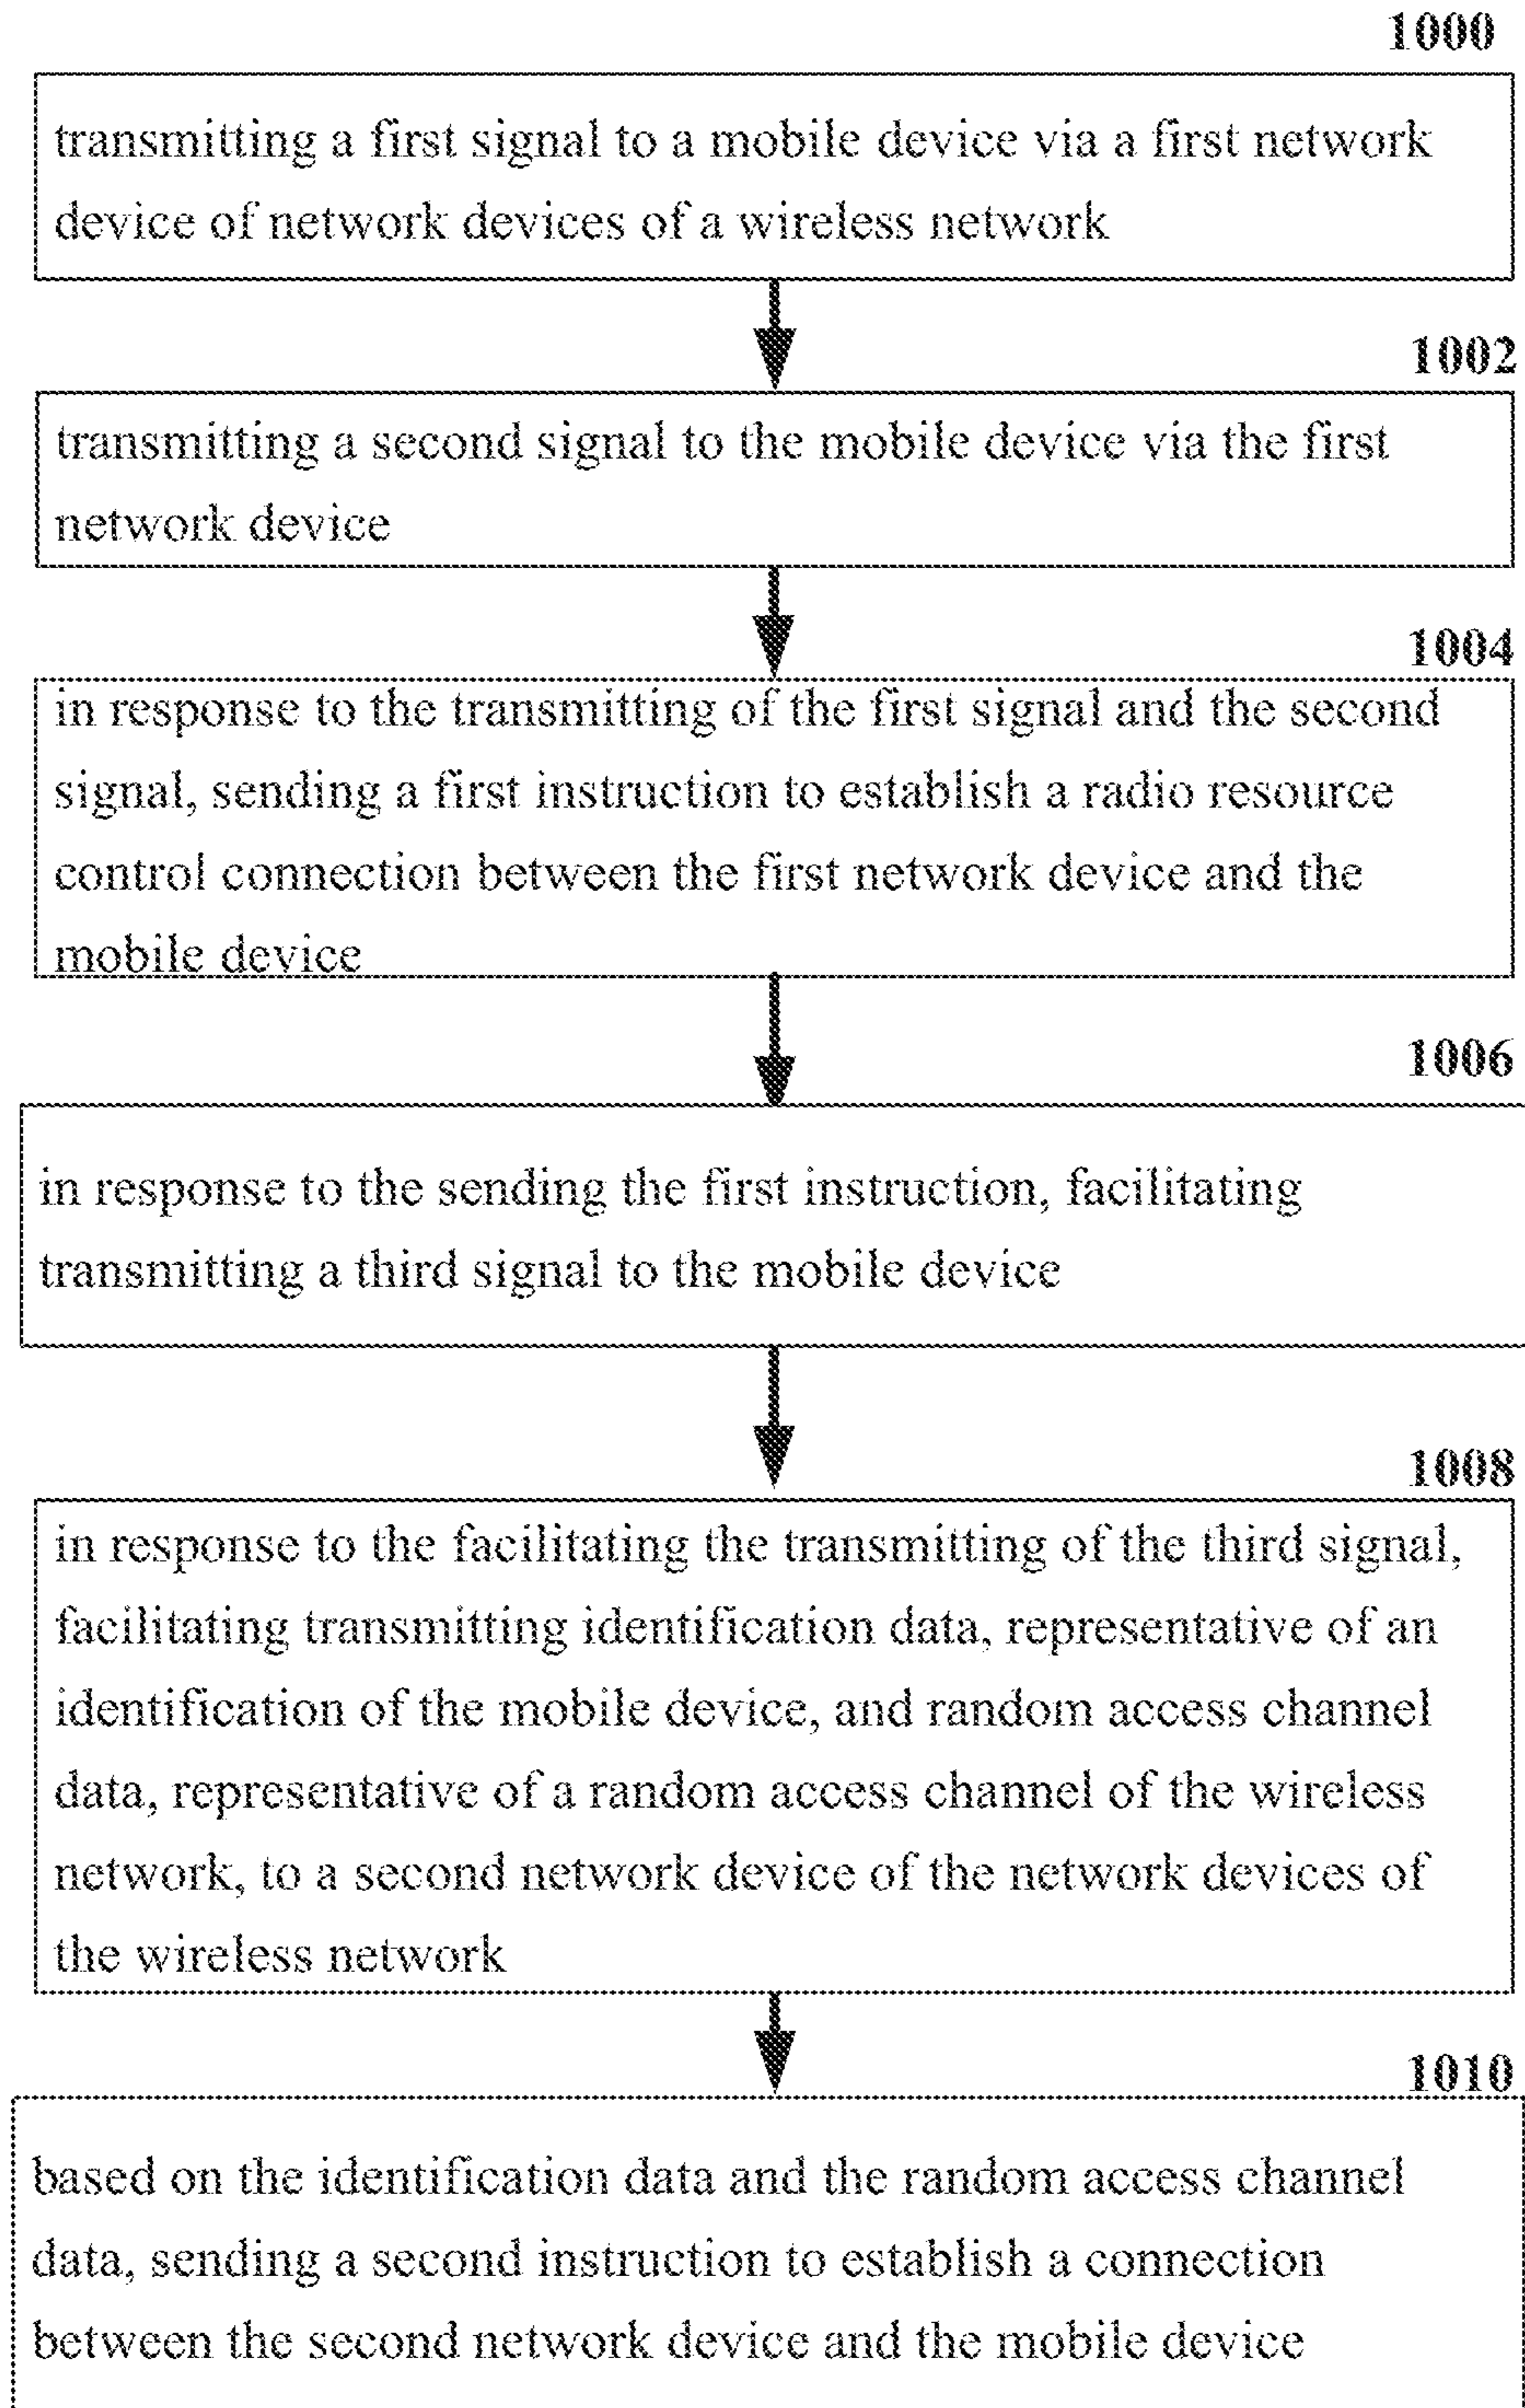 1000
transmitting a first signal to a mobile device via a first network
device of network devices of a wireless network
1002
transmitting a second signal to the mobile device via the first
network device
1004
in response to the transmitting of the first signal and the second
signal, sending a first instruction to establish a radio resource
control connection between the first network device and the
mobile device
1006
in response to the sending the first instruction, facilitating
transmitting a third signal to the mobile device
1008
in response to the facilitating the transmitting of the third signal,
facilitating transmitting identification data, representative of an
identification of the mobile device, and random access channel
data, representative of a random access channel of the wireless
network, to a second network device of the network devices of
the wireless network
1010
based on the identification data and the random access channel
data, sending a second instruction to establish a connection
between the second network device and the mobile device